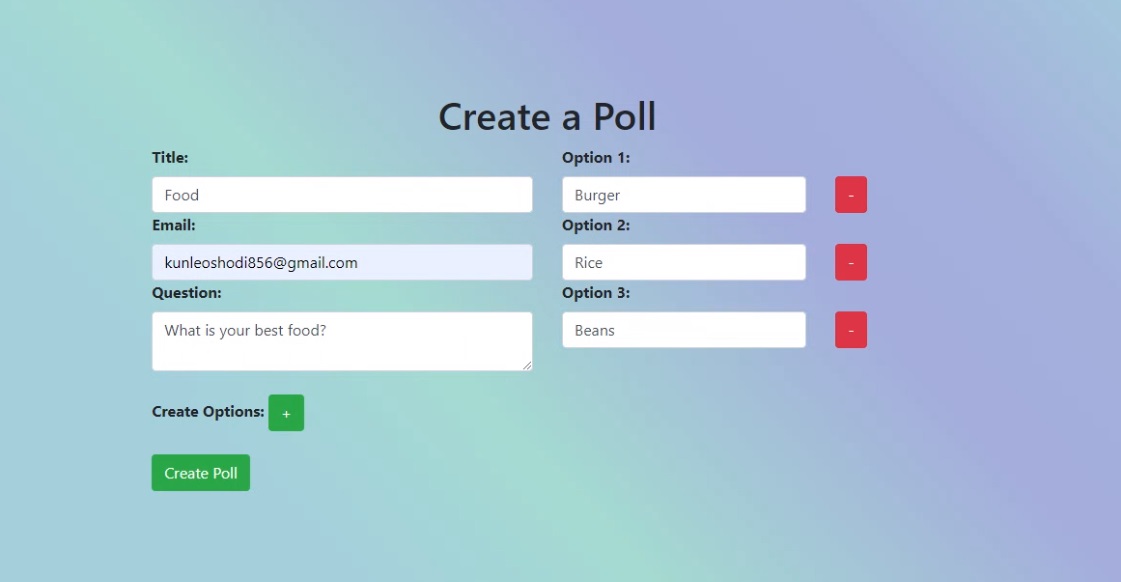 Create a Poll
Title:
Food
Email:
kunleoshodi856@gmail.com
Question:
What is your best food?
Create Options: +
Create Poll
Option 1:
Burger -
Option 2:
Rice -
Option 3:
Beans -